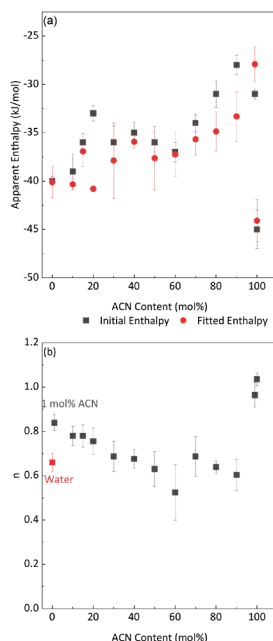 (a)
-25
-30
-35
-40
-45
-50
Apparent Enthalpy (kJ/mol)
0 20 40 60 80 100
ACN Content (mol%)
Initial Enthalpy Fitted Enthalpy
(b)
1.2
1.0
0.8
0.6
0.4
0.2
0.0
n
1 mol% ACN
Water
0 20 40 60 80 100
ACN Content (mol%)